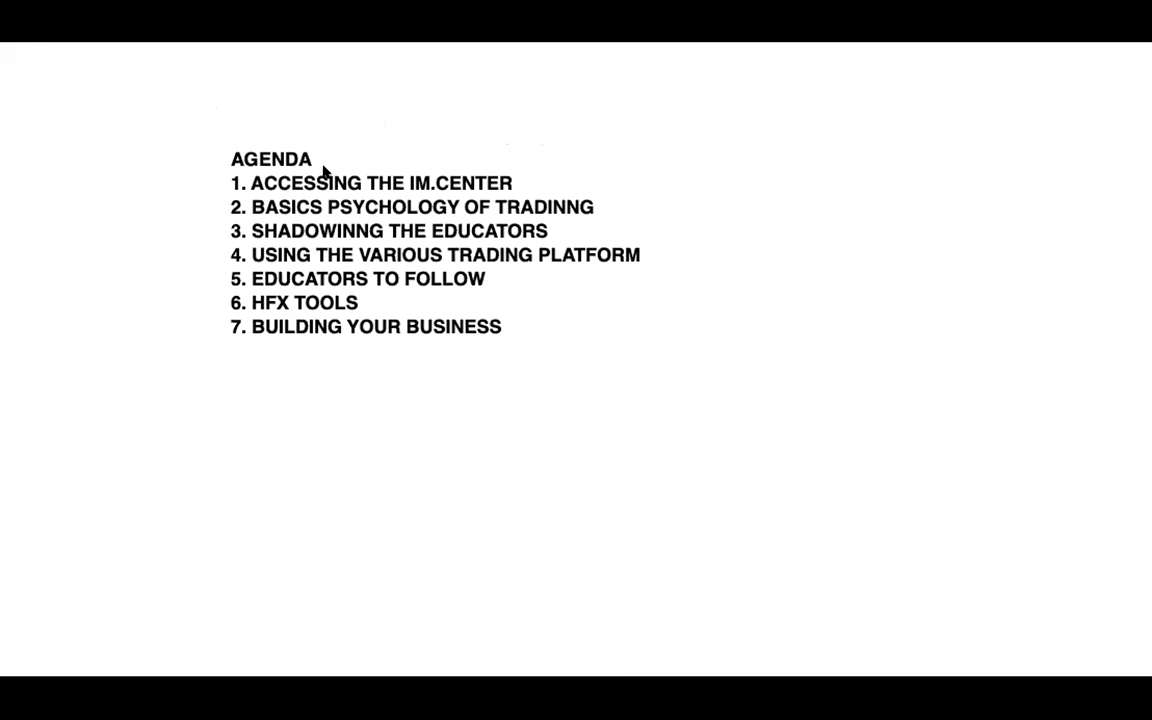 AGENDA
1. ACCESSING THE IM.CENTER
2. BASICS PSYCHOLOGY OF TRADINNG
3. SHADOWINNG THE EDUCATORS
4. USING THE VARIOUS TRADING PLATFORM
5. EDUCATORS TO FOLLOW
6. HFX TOOLS
7. BUILDING YOUR BUSINESS